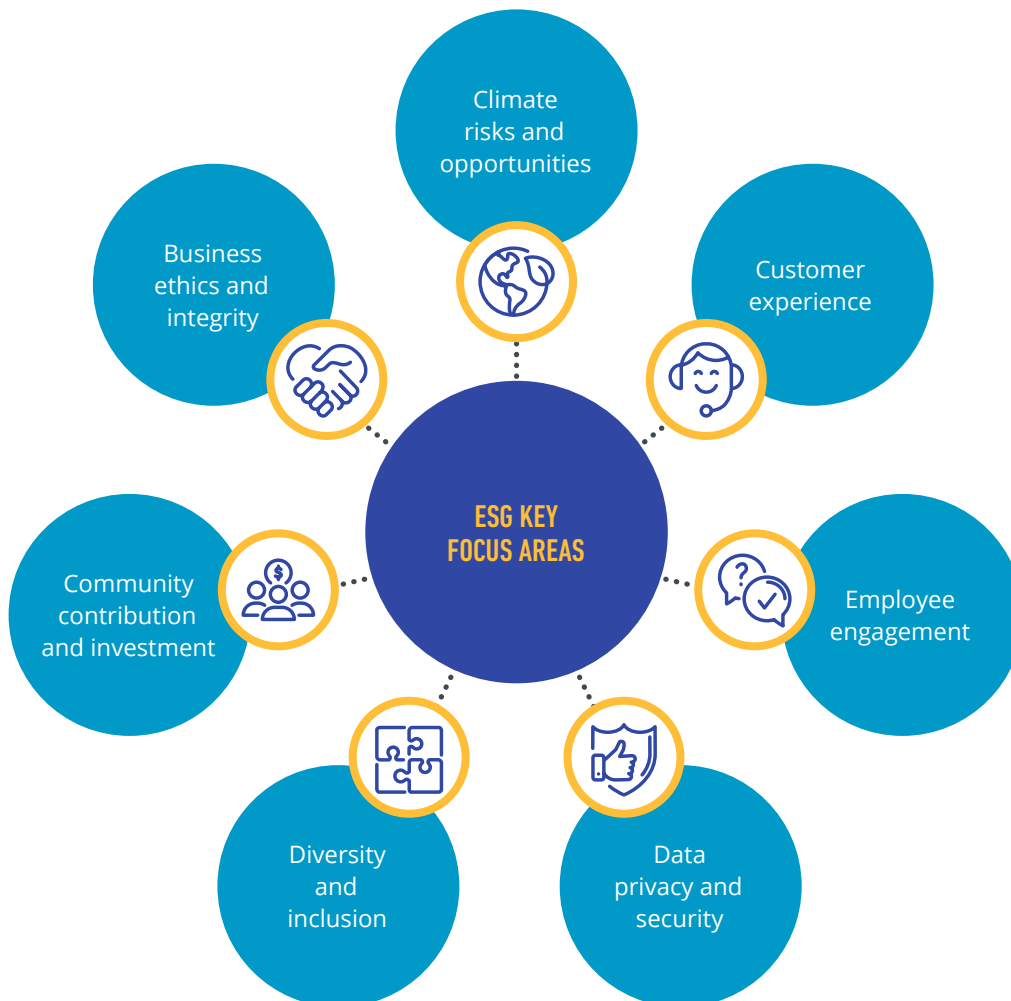 Climate
risks and
opportunities
Customer
experience
Employee
engagement
Data
privacy and
security
Diversity
and
inclusion
Community
contribution
and investment
Business
ethics and
integrity
ESG KEY
FOCUS AREAS
$
?